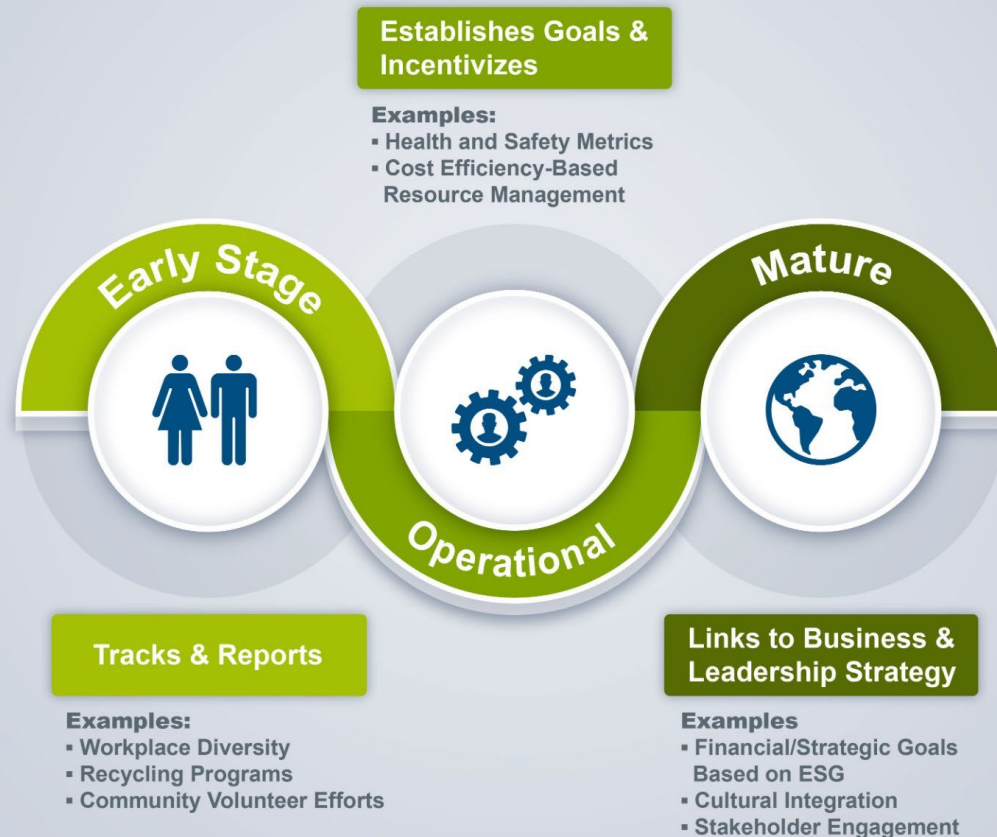 Establishes Goals &
Incentivizes
Examples:
▪ Health and Safety Metrics
▪ Cost Efficiency-Based
Resource Management
Early Stage
Operational
Mature
Tracks & Reports
Examples:
▪ Workplace Diversity
▪ Recycling Programs
▪ Community Volunteer Efforts
Links to Business &
Leadership Strategy
Examples
▪ Financial/Strategic Goals
Based on ESG
▪ Cultural Integration
▪ Stakeholder Engagement